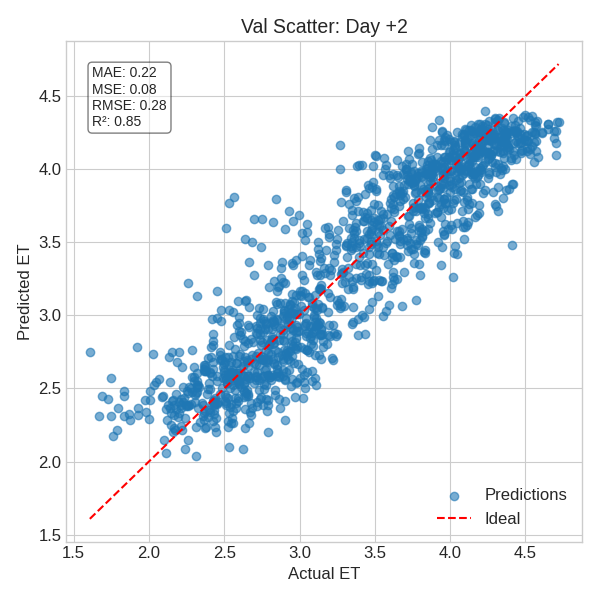 Val Scatter: Day +2
MAE: 0.22
MSE: 0.08
RMSE: 0.28
R²: 0.85
Predicted ET
4.5
4.0
3.5
3.0
2.5
2.0
1.5
1.5 2.0 2.5 3.0 3.5 4.0 4.5
Actual ET
Predictions
Ideal